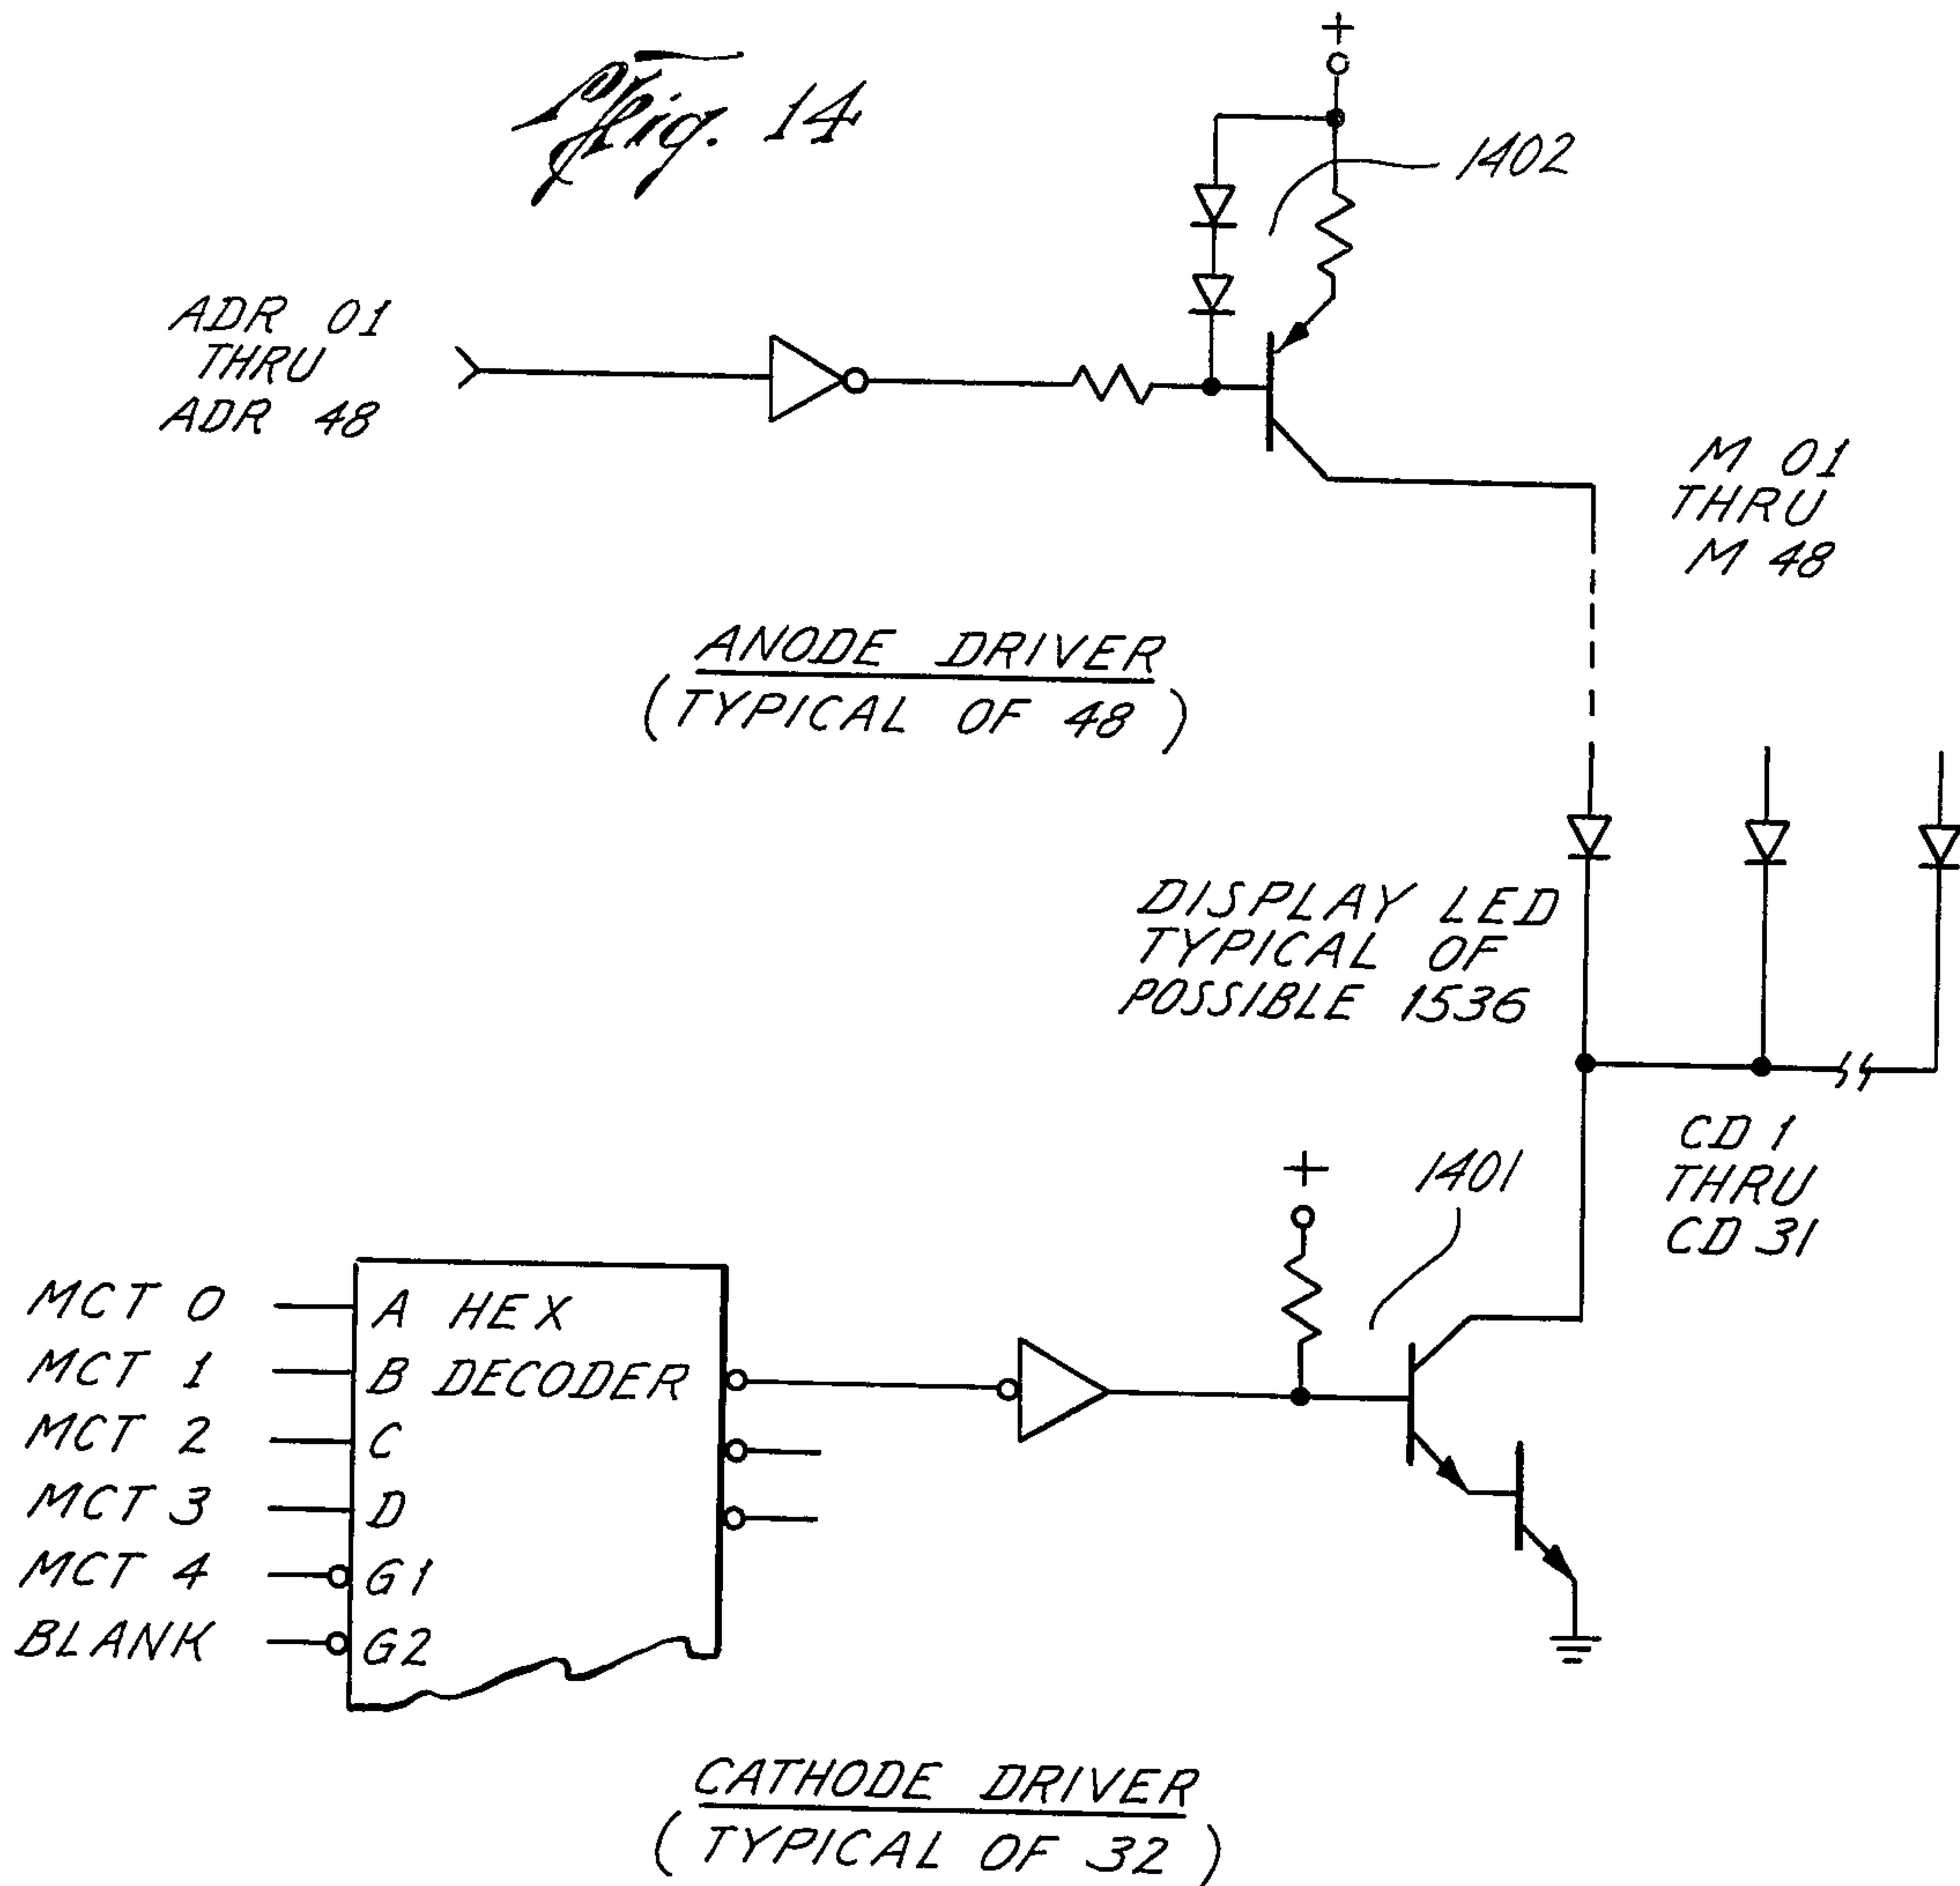 Fig. 14
+
1402
ADR 01
THRU
ADR 48
M 01
THRU
M 48
ANODE DRIVER
(TYPICAL OF 48)
DISPLAY LED
TYPICAL OF
POSSIBLE 1536
CD 1
THRU
CD 31
+
1401
MCT 0 A HEX
MCT 1 B DECODER
MCT 2 C
MCT 3 D
MCT 4 G1
BLANK G2
CATHODE DRIVER
(TYPICAL OF 32)